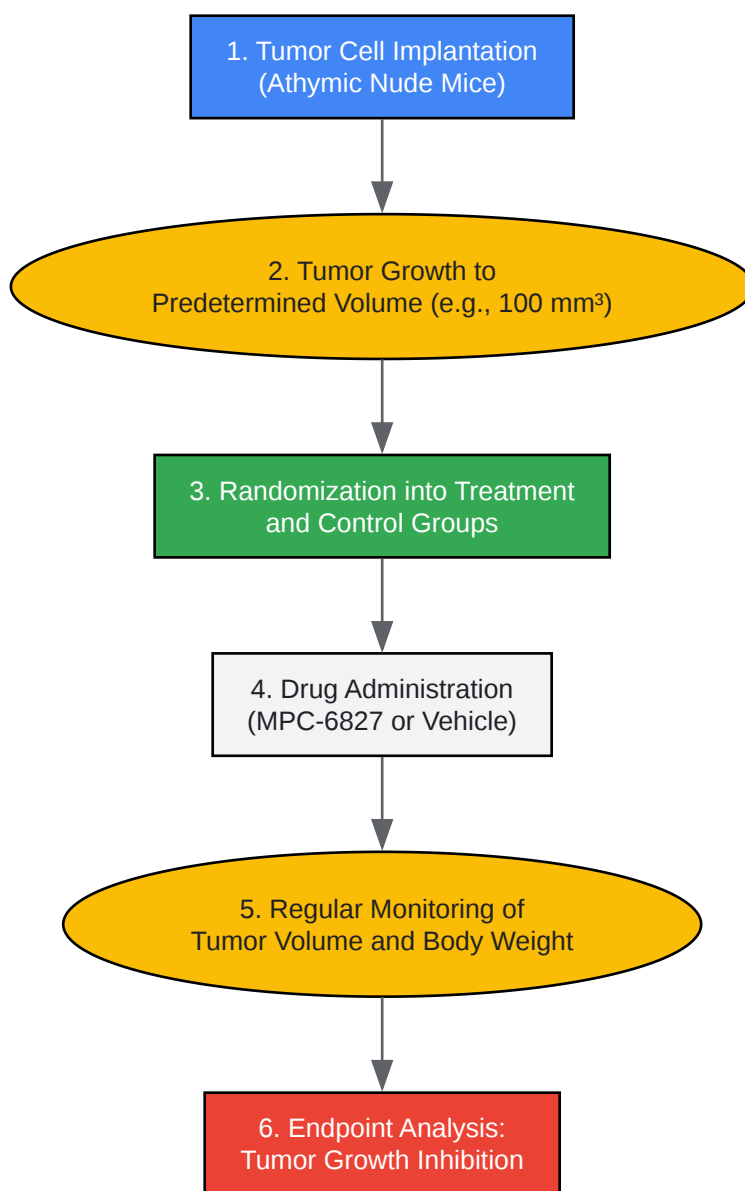 1. Tumor Cell Implantation
(Athymic Nude Mice)
2. Tumor Growth to
Predetermined Volume (e.g., 100 mm³)
3. Randomization into Treatment
and Control Groups
4. Drug Administration
(MPC-6827 or Vehicle)
5. Regular Monitoring of
Tumor Volume and Body Weight
6. Endpoint Analysis:
Tumor Growth Inhibition